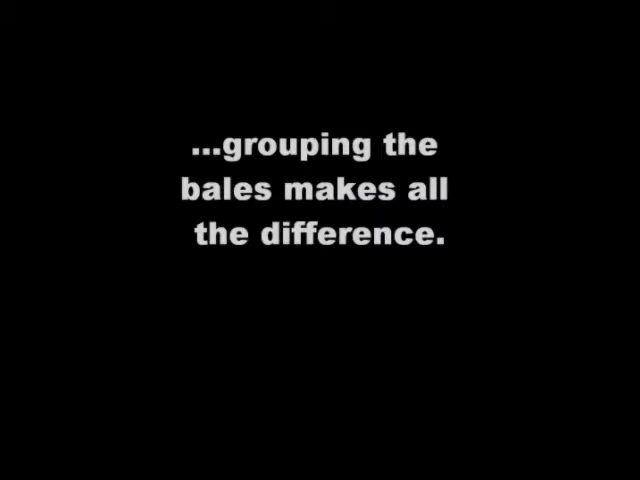 ...grouping the
bales makes all
the difference.